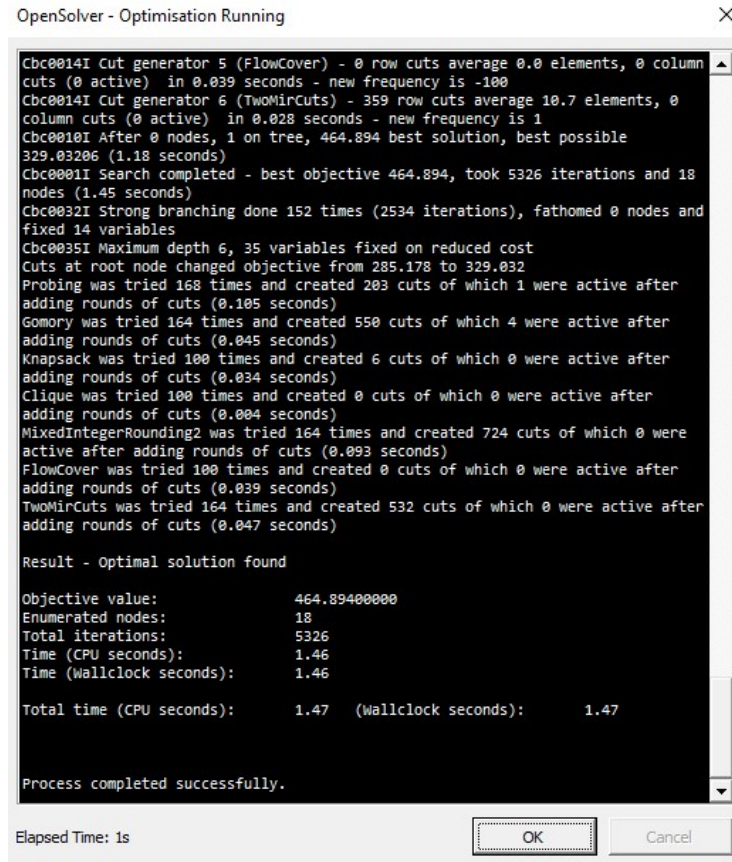 OpenSolver - Optimisation Running
Cbc0014I Cut generator 5 (FlowCover) - 0 row cuts average 0.0 elements, 0 column
cuts (0 active)  in 0.039 seconds - new frequency is -100
Cbc0014I Cut generator 6 (TwoMirCuts) - 359 row cuts average 10.7 elements, 0
column cuts (0 active)  in 0.028 seconds - new frequency is 1
Cbc0010I After 0 nodes, 1 on tree, 464.894 best solution, best possible
329.03206 (1.18 seconds)
Cbc0001I Search completed - best objective 464.894, took 5326 iterations and 18
nodes (1.45 seconds)
Cbc0032I Strong branching done 152 times (2534 iterations), fathomed 0 nodes and
fixed 14 variables
Cbc0035I Maximum depth 6, 35 variables fixed on reduced cost
Cuts at root node changed objective from 285.178 to 329.032
Probing was tried 168 times and created 203 cuts of which 1 were active after
adding rounds of cuts (0.105 seconds)
Gomory was tried 164 times and created 550 cuts of which 4 were active after
adding rounds of cuts (0.045 seconds)
Knapsack was tried 100 times and created 6 cuts of which 0 were active after
adding rounds of cuts (0.034 seconds)
Clique was tried 100 times and created 0 cuts of which 0 were active after
adding rounds of cuts (0.004 seconds)
MixedIntegerRounding2 was tried 164 times and created 724 cuts of which 0 were
active after adding rounds of cuts (0.093 seconds)
FlowCover was tried 100 times and created 0 cuts of which 0 were active after
adding rounds of cuts (0.039 seconds)
TwoMirCuts was tried 164 times and created 532 cuts of which 0 were active after
adding rounds of cuts (0.047 seconds)
Result - Optimal solution found
Objective value: 464.89400000
Enumerated nodes: 18
Total iterations: 5326
Time (CPU seconds): 1.46
Time (Wallclock seconds): 1.46
Total time (CPU seconds): 1.47 (Wallclock seconds): 1.47
Process completed successfully.
Elapsed Time: 1s OK Cancel